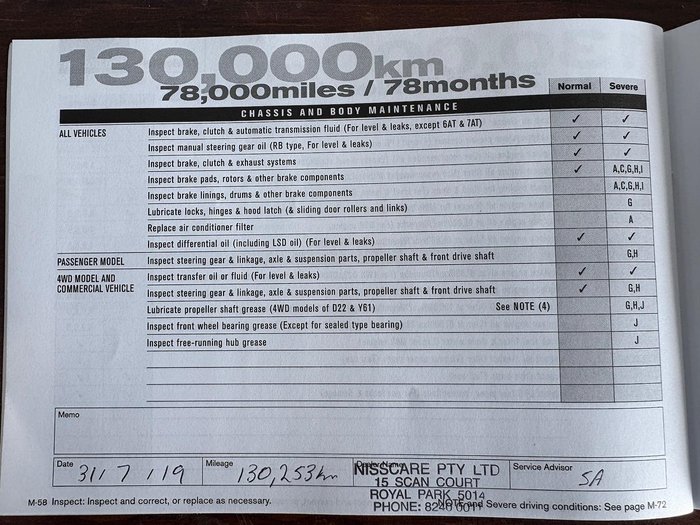 130,000km
78,000miles / 78months
Normal Severe
CHASSIS AND BODY MAINTENANCE
ALL VEHICLES Inspect brake, clutch & automatic transmission fluid (For level & leaks, except 6AT & 7AT) ✓ ✓
Inspect manual steering gear oil (RB type, For level & leaks) ✓ ✓
Inspect brake, clutch & exhaust systems ✓ ✓
Inspect brake pads, rotors & other brake components ✓ A,C,G,H,I
Inspect brake linings, drums & other brake components A,C,G,H,I
Lubricate locks, hinges & hood latch (& sliding door rollers and links) G
Replace air conditioner filter A
Inspect differential oil (including LSD oil) (For level & leaks) ✓ ✓
PASSENGER MODEL Inspect steering gear & linkage, axle & suspension parts, propeller shaft & front drive shaft G,H
4WD MODEL AND Inspect transfer oil or fluid (For level & leaks) ✓ ✓
COMMERCIAL VEHICLE Inspect steering gear & linkage, axle & suspension parts, propeller shaft & front drive shaft ✓ G,H
Lubricate propeller shaft grease (4WD models of D22 & Y61) See NOTE (4) G,H,J
Inspect front wheel bearing grease (Except for sealed type bearing) J
Inspect free-running hub grease J
Memo
Date 31/7/19 Mileage 130,253km Dealer Name NISSCARE PTY LTD Service Advisor SA
15 SCAN COURT
ROYAL PARK 5014
PHONE: 8240 0011
M-58 Inspect: Inspect and correct, or replace as necessary. NOTE and Severe driving conditions: See page M-72